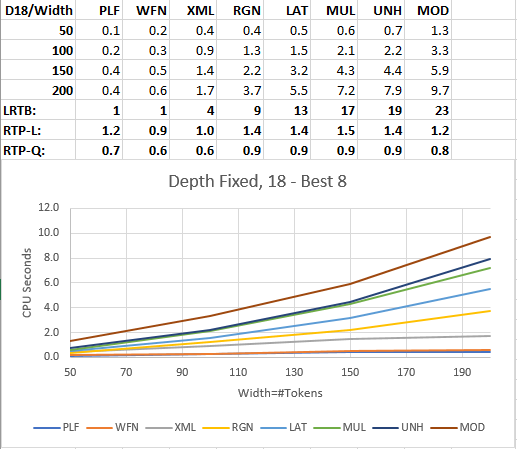 D18/Width PLF WFN XML RGN LAT MUL UNH MOD
50 0.1 0.2 0.4 0.4 0.5 0.6 0.7 1.3
100 0.2 0.3 0.9 1.3 1.5 2.1 2.2 3.3
150 0.4 0.5 1.4 2.2 3.2 4.3 4.4 5.9
200 0.4 0.6 1.7 3.7 5.5 7.2 7.9 9.7
LRTB: 1 1 4 9 13 17 19 23
RTP-L: 1.2 0.9 1.0 1.4 1.4 1.5 1.4 1.2
RTP-Q: 0.7 0.6 0.6 0.9 0.9 0.9 0.9 0.8
Depth Fixed, 18 - Best 8
12.0
10.0
8.0
6.0
4.0
2.0
0.0
CPU Seconds
50 70 90 110 130 150 170 190
Width=#Tokens
PLF WFN XML RGN LAT MUL UNH MOD